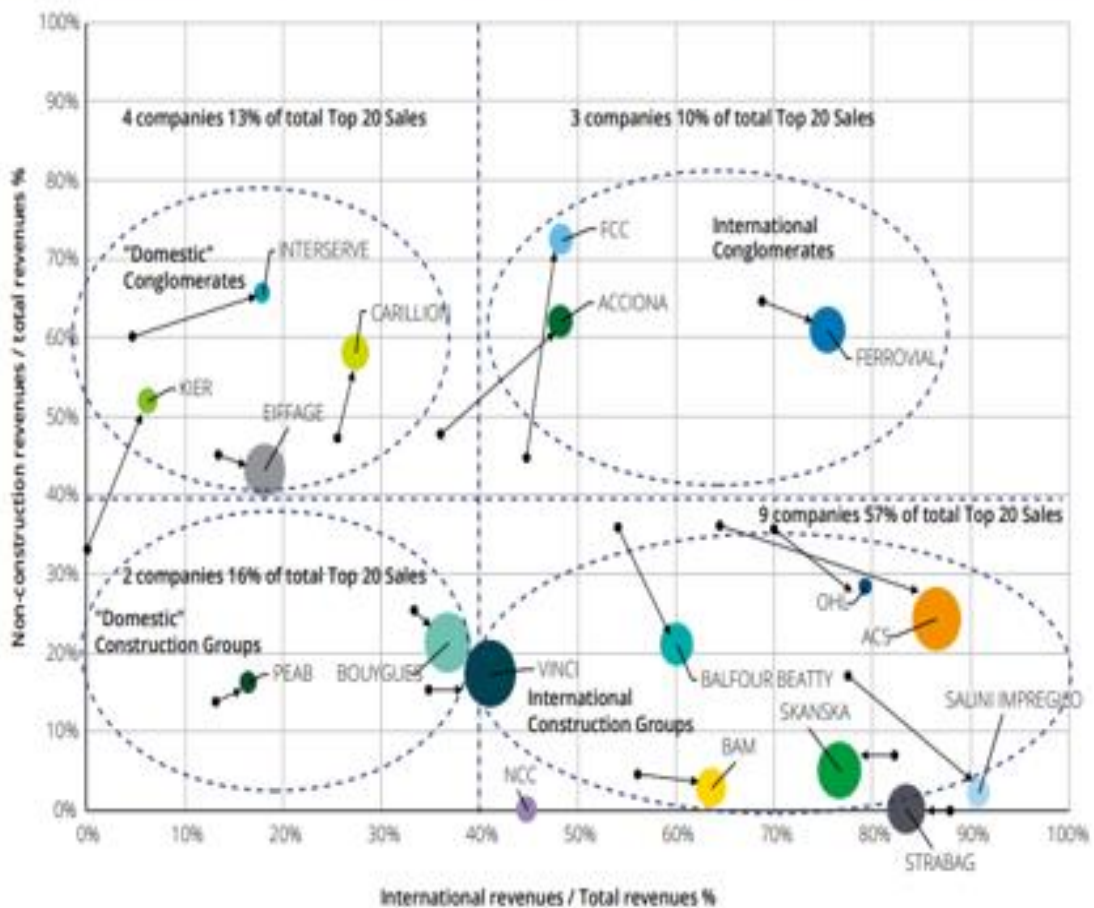 100%
90%
80%
70%
60%
50%
40%
30%
20%
10%
0%
Non-construction revenues / total revenues %
4 companies 13% of total Top 20 Sales
3 companies 10% of total Top 20 Sales
"Domestic"
Conglomerates
INTERSERVE
CARILLION
KIER
EIFFAGE
FCC
ACCIONA
International
Conglomerates
FERROVIAL
2 companies 16% of total Top 20 Sales
"Domestic"
Construction Groups
PEAB
BOUYGUES
9 companies 57% of total Top 20 Sales
OHL
ACS
VINCI
BALFOUR BEATTY
International
Construction Groups
SKANSKA
SALINI IMPREGILO
BAM
NCC
STRABAG
0%
10%
20%
30%
40%
50%
60%
70%
80%
90%
100%
International revenues / Total revenues %